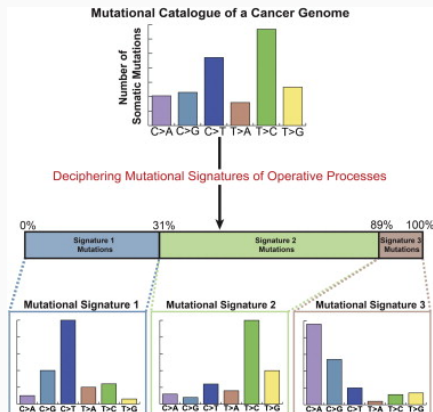 Mutational Catalogue of a Cancer Genome
Number of
Somatic Mutations
C>A C>G C>T T>A T>C T>G
Deciphering Mutational Signatures of Operative Processes
0% 31% 89% 100%
Signature 1
Mutations
Signature 2
Mutations
Signature 3
Mutations
Mutational Signature 1
Mutational Signature 2
Mutational Signature 3
C>A C>G C>T T>A T>C T>G
C>A C>G C>T T>A T>C T>G
C>A C>G C>T T>A T>C T>G